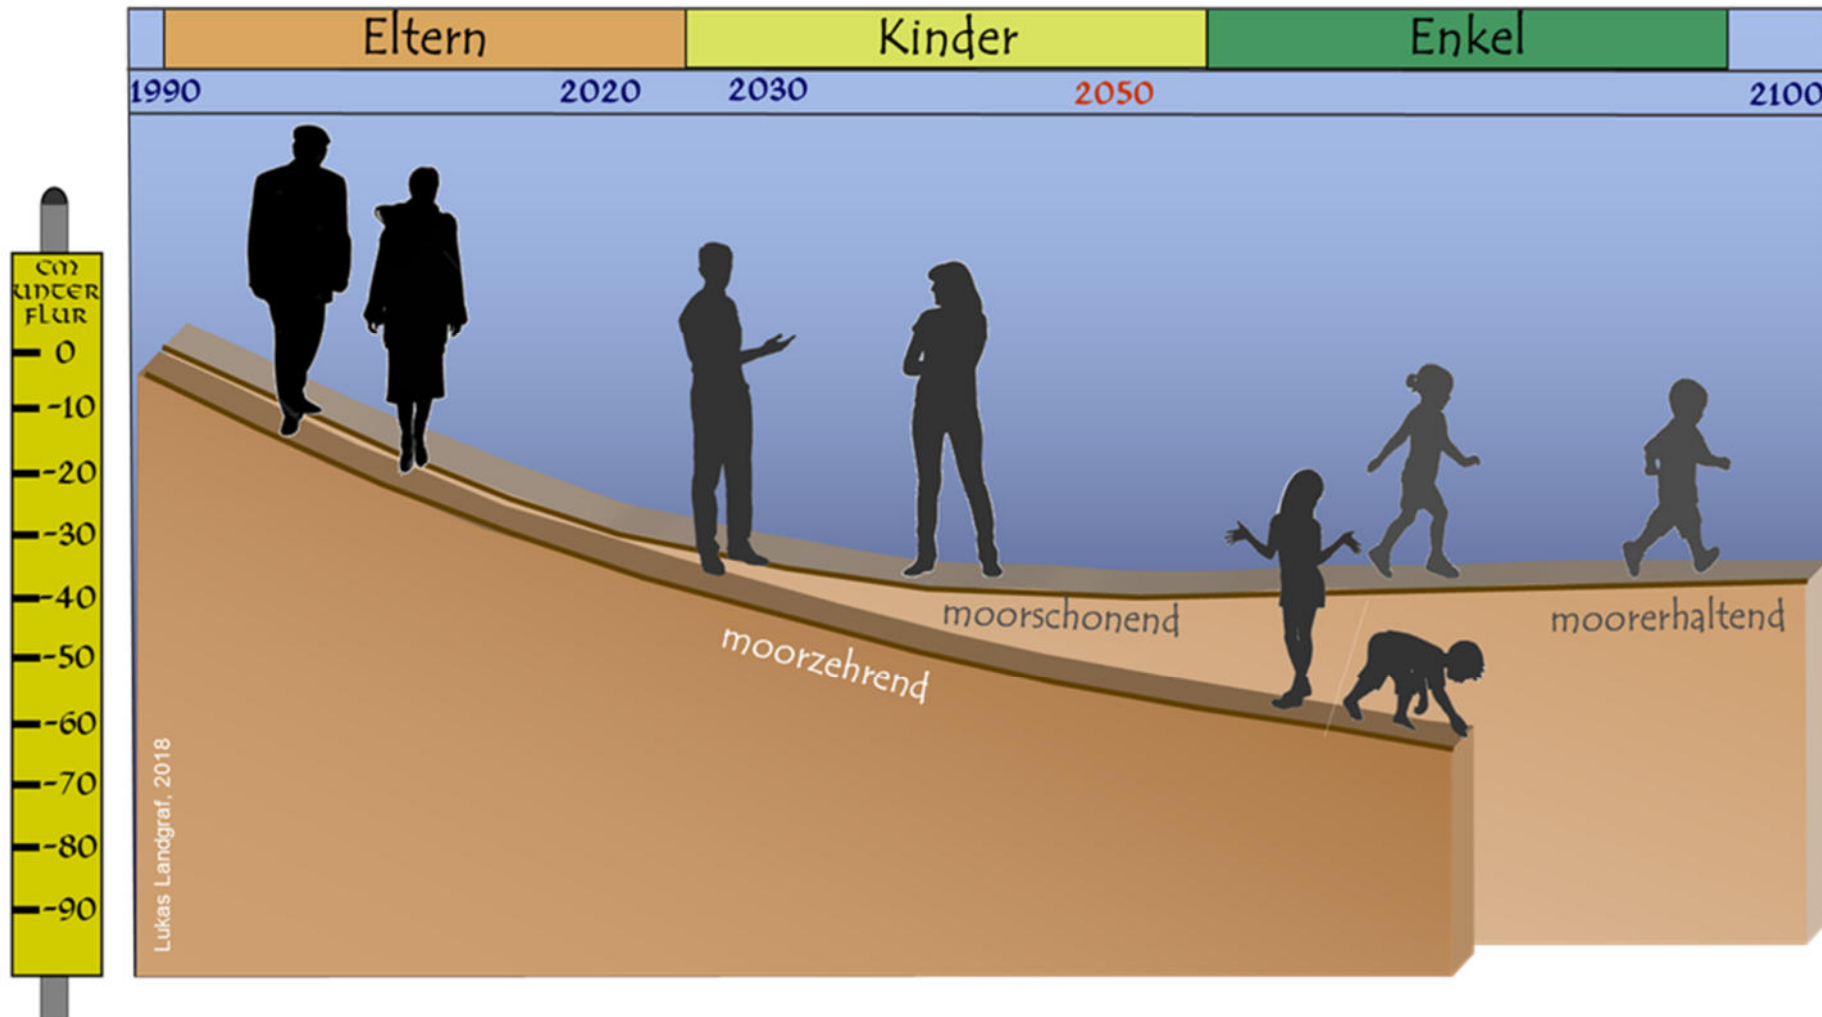 Eltern Kinder Enkel
1990 2020 2030 2050 2100
CM
UNTER
FLUR
0
-10
-20
-30
-40
-50
-60
-70
-80
-90
moorschonend
moorerhaltend
moorzehrend
Lukas Landgraf, 2018